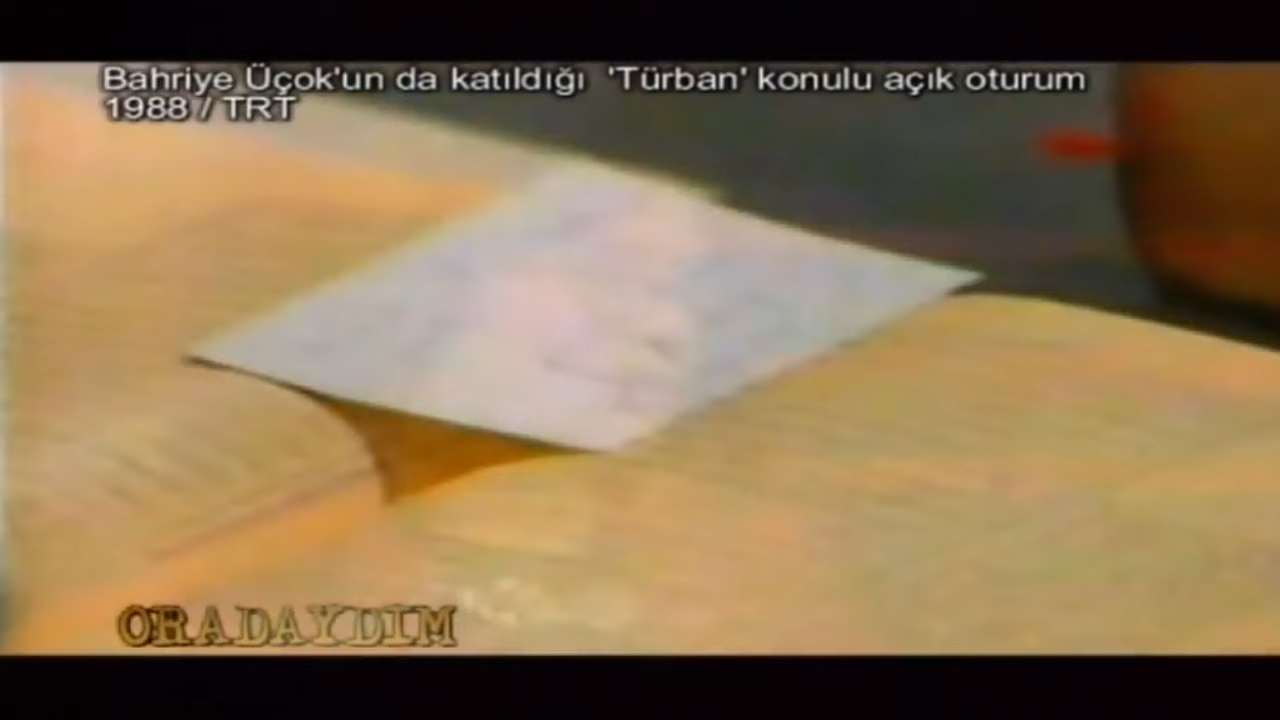 Bahriye Üçok'un da katıldığı 'Türban' konulu açık oturum
1988 / TRT
ORADAYDIM